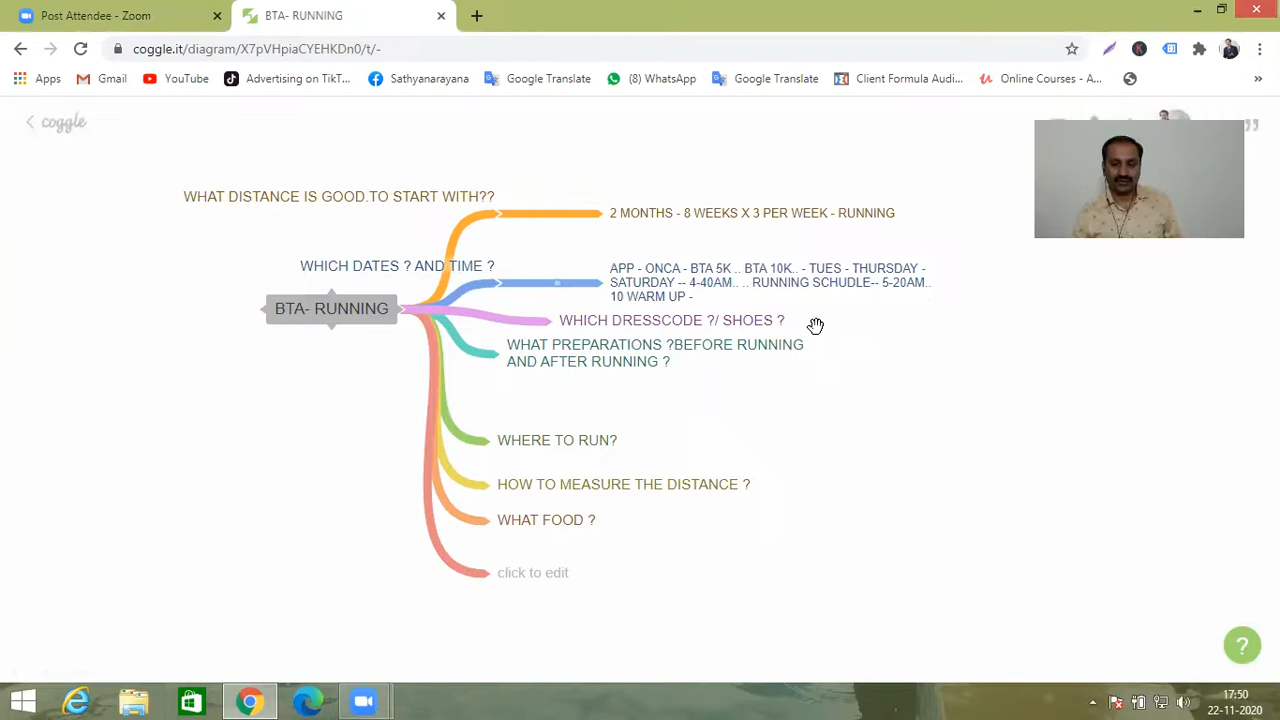 Post Attendee - Zoom
BTA- RUNNING
coggle.it/diagram/X7pVHpiaCYEHKDn0/t/-
Apps
Gmail
YouTube
Advertising on TikT...
Sathyanarayana
Google Translate
(8) WhatsApp
Google Translate
Client Formula Audi...
Online Courses - A...
coggle
WHAT DISTANCE IS GOOD.TO START WITH??
2 MONTHS - 8 WEEKS X 3 PER WEEK - RUNNING
WHICH DATES ? AND TIME ?
APP - ONCA - BTA 5K .. BTA 10K.. - TUES - THURSDAY -
SATURDAY -- 4-40AM.. .. RUNNING SCHUDLE-- 5-20AM..
10 WARM UP -
BTA- RUNNING
WHICH DRESSCODE ?/ SHOES ?
WHAT PREPARATIONS ?BEFORE RUNNING
AND AFTER RUNNING ?
WHERE TO RUN?
HOW TO MEASURE THE DISTANCE ?
WHAT FOOD ?
click to edit
?
17:50
22-11-2020